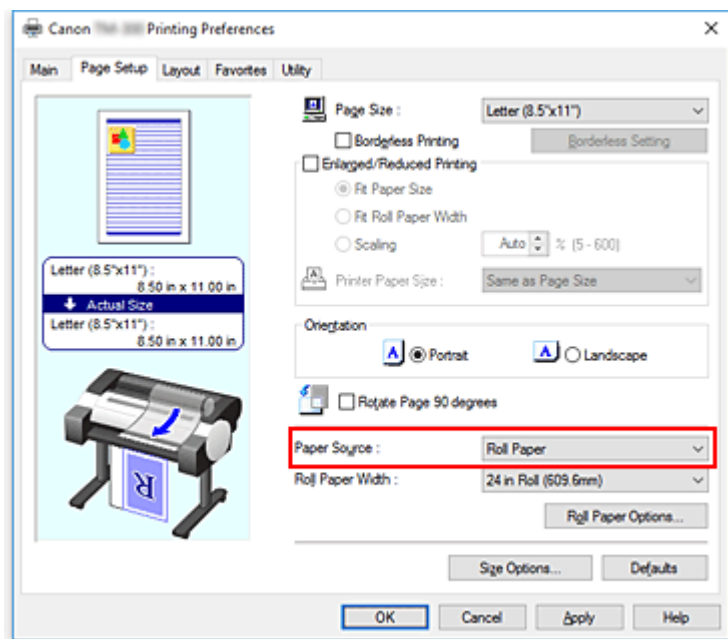 Canon Printing Preferences
Main Page Setup Layout Favorites Utility
Page Size : Letter (8.5"x11")
Borderless Printing Borderless Setting
Enlarged/Reduced Printing
Fit Paper Size
Fit Roll Paper Width
Scaling Auto % (5 - 600)
Printer Paper Size : Same as Page Size
Letter (8.5"x11") :
8.50 in x 11.00 in
Actual Size
Letter (8.5"x11") :
8.50 in x 11.00 in
Orientation
A Portrait A Landscape
Rotate Page 90 degrees
Paper Source : Roll Paper
Roll Paper Width : 24 in Roll (609.6mm)
R
Roll Paper Options...
Size Options... Defaults
OK Cancel Apply Help